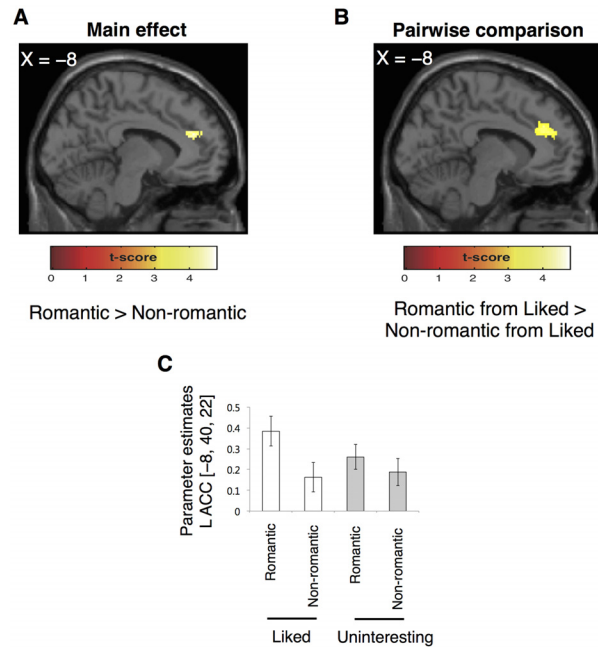 A
Main effect
X = −8
t-score
0 1 2 3 4
Romantic > Non-romantic
B
Pairwise comparison
X = −8
t-score
0 1 2 3 4
Romantic from Liked >
Non-romantic from Liked
C
Parameter estimates
L ACC [−8, 40, 22]
0.5
0.4
0.3
0.2
0.1
0
Romantic
Non-romantic
Romantic
Non-romantic
Liked
Uninteresting